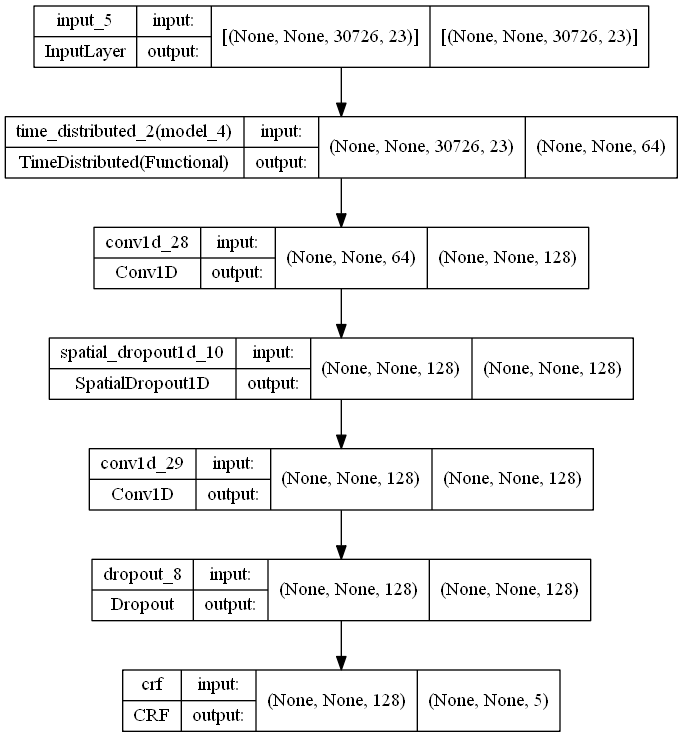 input_5 input: [(None, None, 30726, 23)] [(None, None, 30726, 23)]
InputLayer output:
time_distributed_2(model_4) input: (None, None, 30726, 23) (None, None, 64)
TimeDistributed(Functional) output:
conv1d_28 input: (None, None, 64) (None, None, 128)
Conv1D output:
spatial_dropout1d_10 input: (None, None, 128) (None, None, 128)
SpatialDropout1D output:
conv1d_29 input: (None, None, 128) (None, None, 128)
Conv1D output:
dropout_8 input: (None, None, 128) (None, None, 128)
Dropout output:
crf input: (None, None, 128) (None, None, 5)
CRF output: